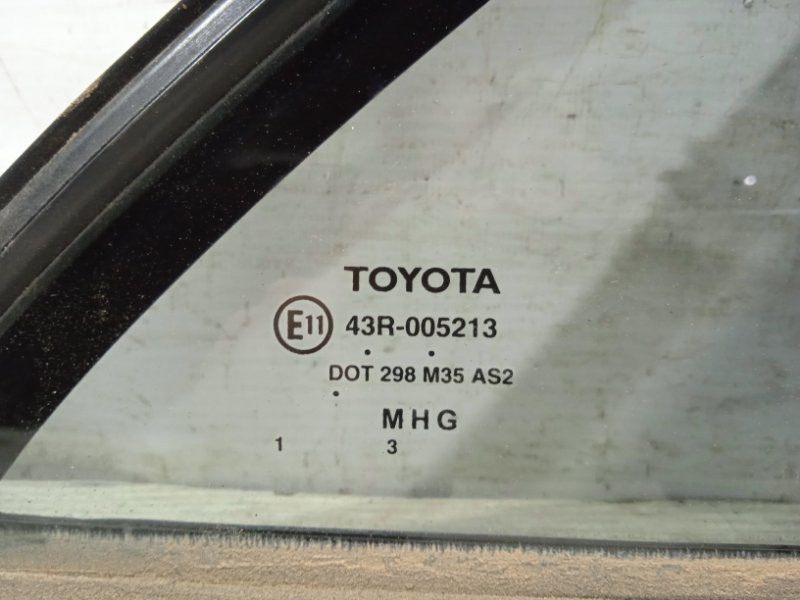 TOYOTA
E11 43R-005213
DOT 298 M35 AS2
MHG
1 3